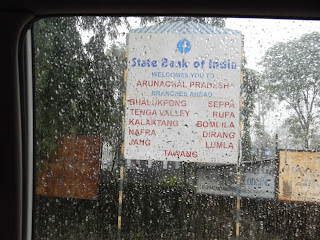 State Bank of India
WELCOMES YOU TO
ARUNACHAL PRADESH
BRANCHES AHEAD
BHALUKPONG SEPPA
TENGA VALLEY RUPA
KALAKTANG BOMDILA
NAFRA DIRANG
JANG LUMLA
TAWANG